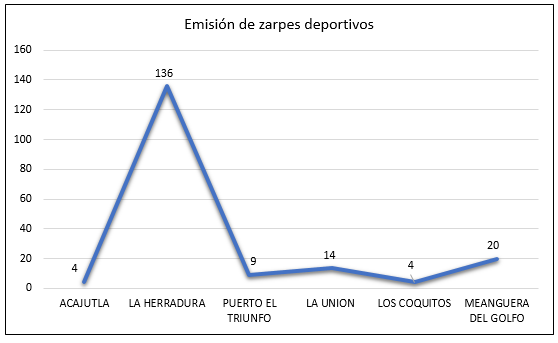 Emisión de zarpes deportivos
160
140
120
100
80
60
40
20
0
4
136
9
14
4
20
ACAJUTLA
LA HERRADURA
PUERTO EL
TRIUNFO
LA UNION
LOS COQUITOS
MEANGUERA
DEL GOLFO